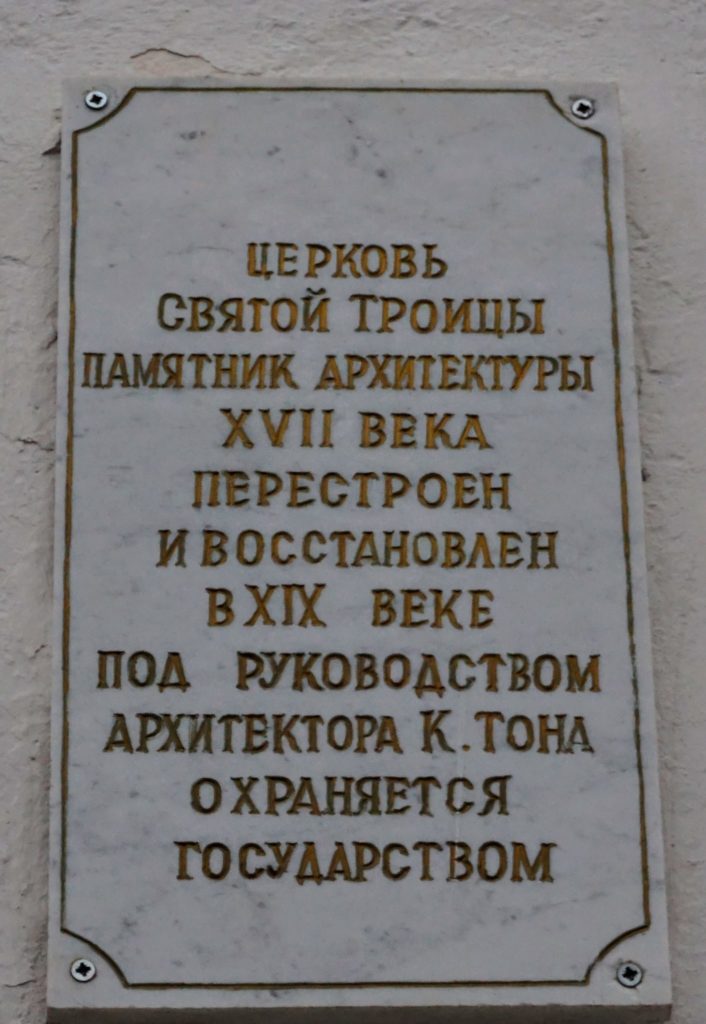 ЦЕРКОВЬ
СВЯТОЙ ТРОИЦЫ
ПАМЯТНИК АРХИТЕКТУРЫ
XVII ВЕКА
ПЕРЕСТРОЕН
И ВОССТАНОВЛЕН
В XIX ВЕКЕ
ПОД РУКОВОДСТВОМ
АРХИТЕКТОРА К. ТОНА
ОХРАНЯЕТСЯ
ГОСУДАРСТВОМ